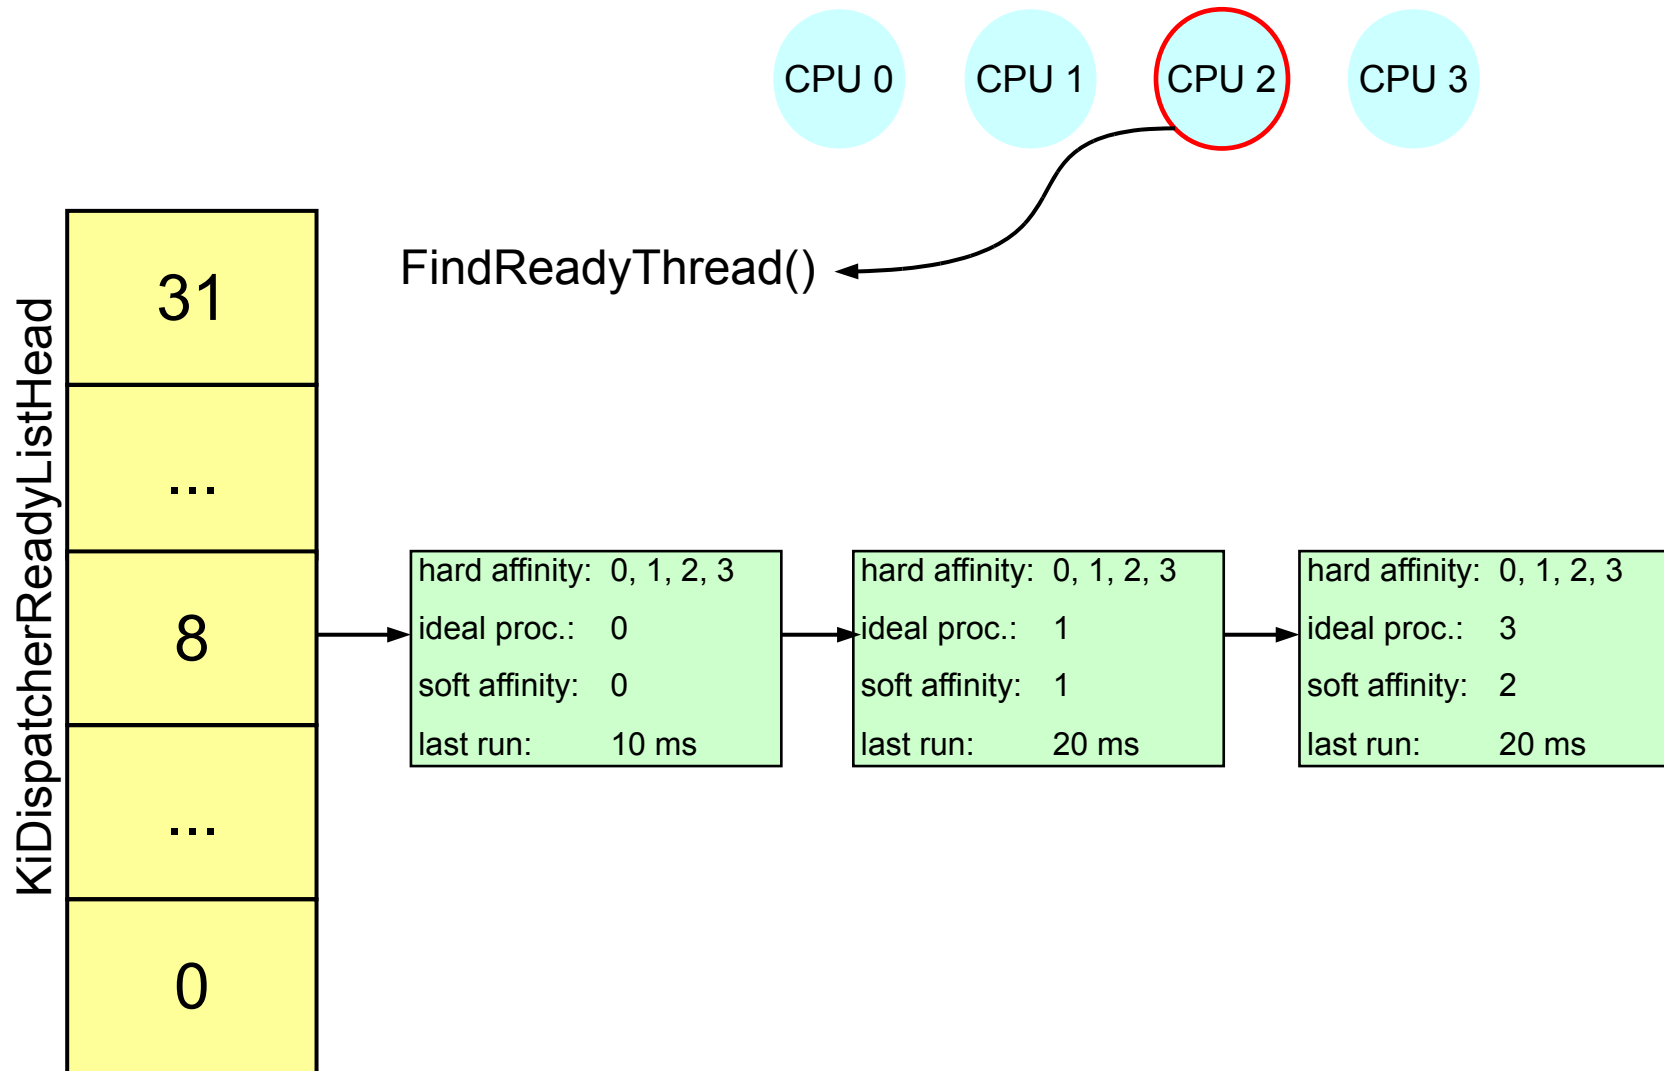 CPU 0
CPU 1
CPU 2
CPU 3
FindReadyThread()
KiDispatcherReadyListHead
31
...
8
...
0
hard affinity: 0, 1, 2, 3
ideal proc.: 0
soft affinity: 0
last run: 10 ms
hard affinity: 0, 1, 2, 3
ideal proc.: 1
soft affinity: 1
last run: 20 ms
hard affinity: 0, 1, 2, 3
ideal proc.: 3
soft affinity: 2
last run: 20 ms